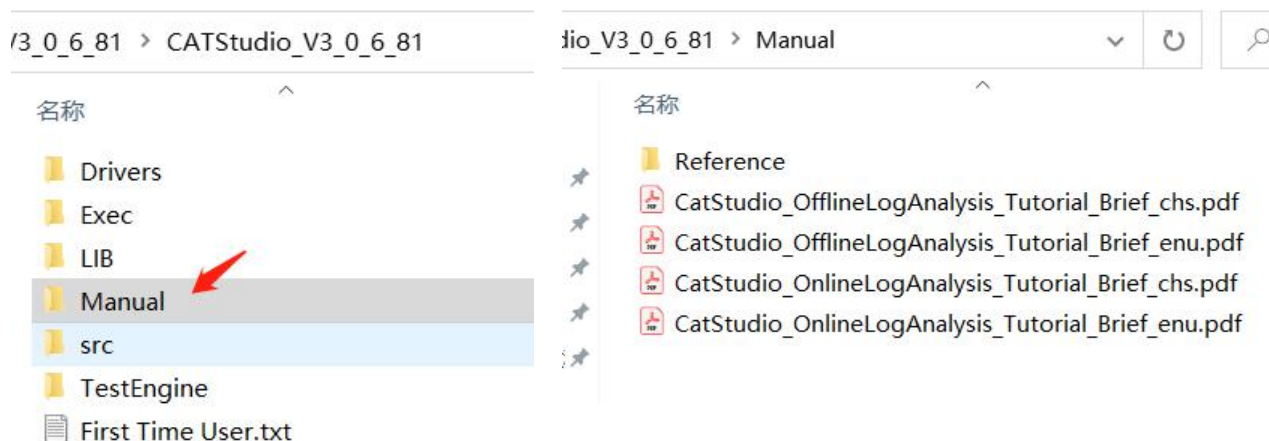 /3_0_6_81 > CATStudio_V3_0_6_81
名称
Drivers
Exec
LIB
Manual
src
TestEngine
First Time User.txt
dio_V3_0_6_81 > Manual
名称
Reference
CatStudio_OfflineLogAnalysis_Tutorial_Brief_chs.pdf
CatStudio_OfflineLogAnalysis_Tutorial_Brief_enu.pdf
CatStudio_OnlineLogAnalysis_Tutorial_Brief_chs.pdf
CatStudio_OnlineLogAnalysis_Tutorial_Brief_enu.pdf